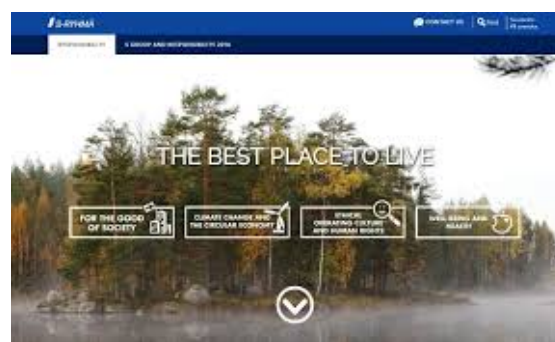 S-RYHMÄ
CONTACT US
Find
RESPONSIBILITY
S GROUP AND RESPONSIBILITY 2016
THE BEST PLACE TO LIVE
FOR THE GOOD
OF SOCIETY
CLIMATE CHANGE AND
THE CIRCULAR ECONOMY
ETHICAL
OPERATING CULTURE
AND HUMAN RIGHTS
WELL-BEING AND
HEALTH